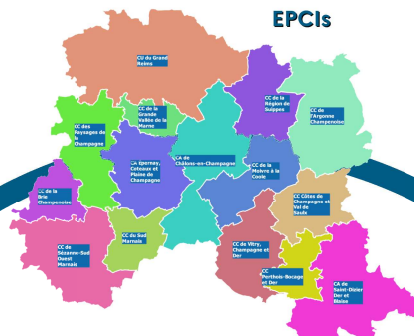 EPCIs
CU du Grand
Reims
CC de la
Région de
Suippes
CC de
l'Argonne
Champenoise
CC de la
Grande
Vallée de la
Marne
CC des
Paysages de
la
Champagne
CA Epernay,
Coteaux et
Plaine de
Champagne
CA de
Châlons-en-Champagne
CC de la
Moivre à la
Coole
CC de la
Brie
Champenoise
CC Côtes de
Champagne et
Val de
Saulx
CC du Sud
Marnais
CC de
Sézanne-Sud
Ouest
Marnais
CC de Vitry,
Champagne et
Der
CC
Perthois-Bocage
et Der
CA de
Saint-Dizier
Der et
Blaise